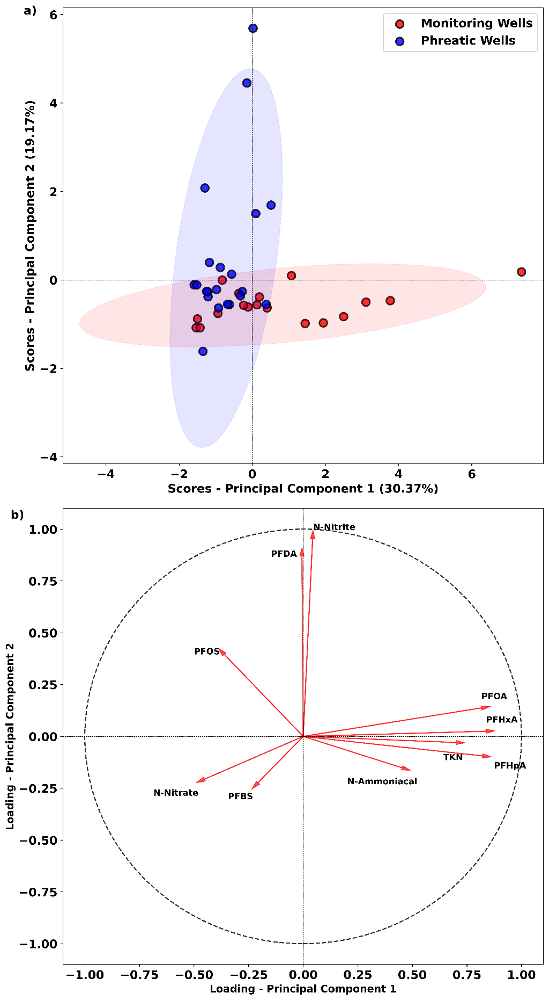 a)
Monitoring Wells
Phreatic Wells
6
4
2
0
−2
−4
Scores - Principal Component 2 (19.17%)
−4 −2 0 2 4 6
Scores - Principal Component 1 (30.37%)
b)
N-Nitrite
PFDA
PFOS
PFOA
PFHxA
TKN
PFHpA
N-Ammoniacal
N-Nitrate
PFBS
1.00
0.75
0.50
0.25
0.00
−0.25
−0.50
−0.75
−1.00
Loading - Principal Component 2
−1.00 −0.75 −0.50 −0.25 0.00 0.25 0.50 0.75 1.00
Loading - Principal Component 1